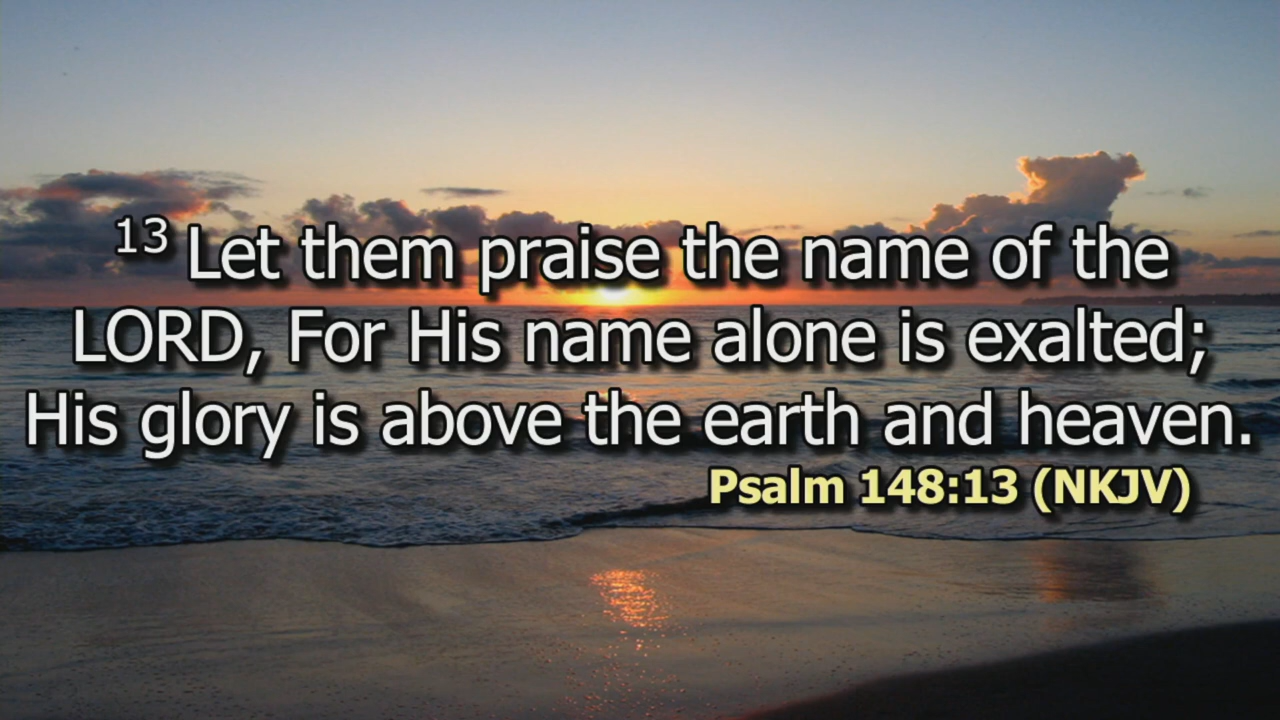 13 Let them praise the name of the
LORD, For His name alone is exalted;
His glory is above the earth and heaven.
Psalm 148:13 (NKJV)